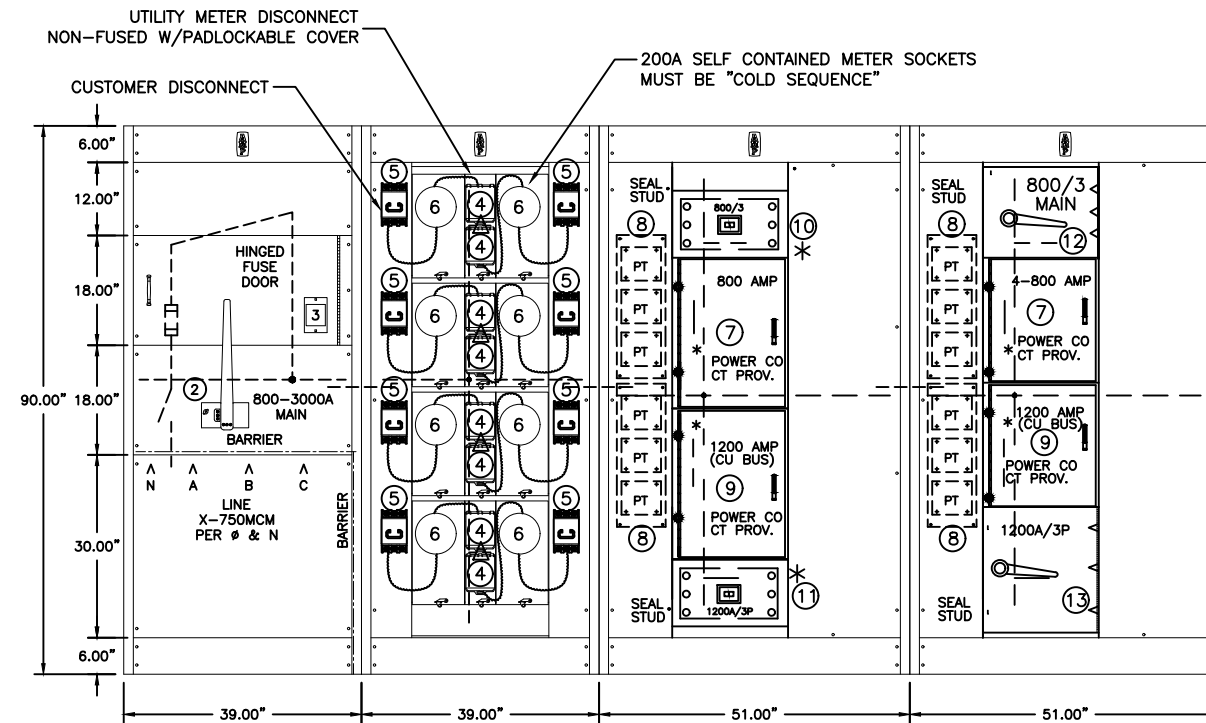 UTILITY METER DISCONNECT
NON-FUSED W/PADLOCKABLE COVER
200A SELF CONTAINED METER SOCKETS
MUST BE "COLD SEQUENCE"
CUSTOMER DISCONNECT
6.00"
12.00"
18.00"
90.00"
18.00"
30.00"
6.00"
HINGED
FUSE
DOOR
3
2
800-3000A
MAIN
BARRIER
N A B C
LINE
X-750MCM
PER ø & N
BARRIER
5 5
C 6 4 6 C
4
5 5
C 6 4 6 C
4
5 5
C 6 4 6 C
4
5 5
C 6 4 6 C
4
SEAL
STUD
8
PT
PT
PT
PT
PT
PT
8
SEAL
STUD
800/3
10
*
800 AMP
7
*
POWER CO
CT PROV.
*
1200 AMP
(CU BUS)
9
POWER CO
CT PROV.
*
11
1200A/3P
SEAL
STUD
8
PT
PT
PT
PT
PT
PT
8
SEAL
STUD
800/3
MAIN
12
4-800 AMP
7
*
POWER CO
CT PROV.
1200 AMP
(CU BUS)
*
9
POWER CO
CT PROV.
1200A/3P
13
39.00" 39.00" 51.00" 51.00"